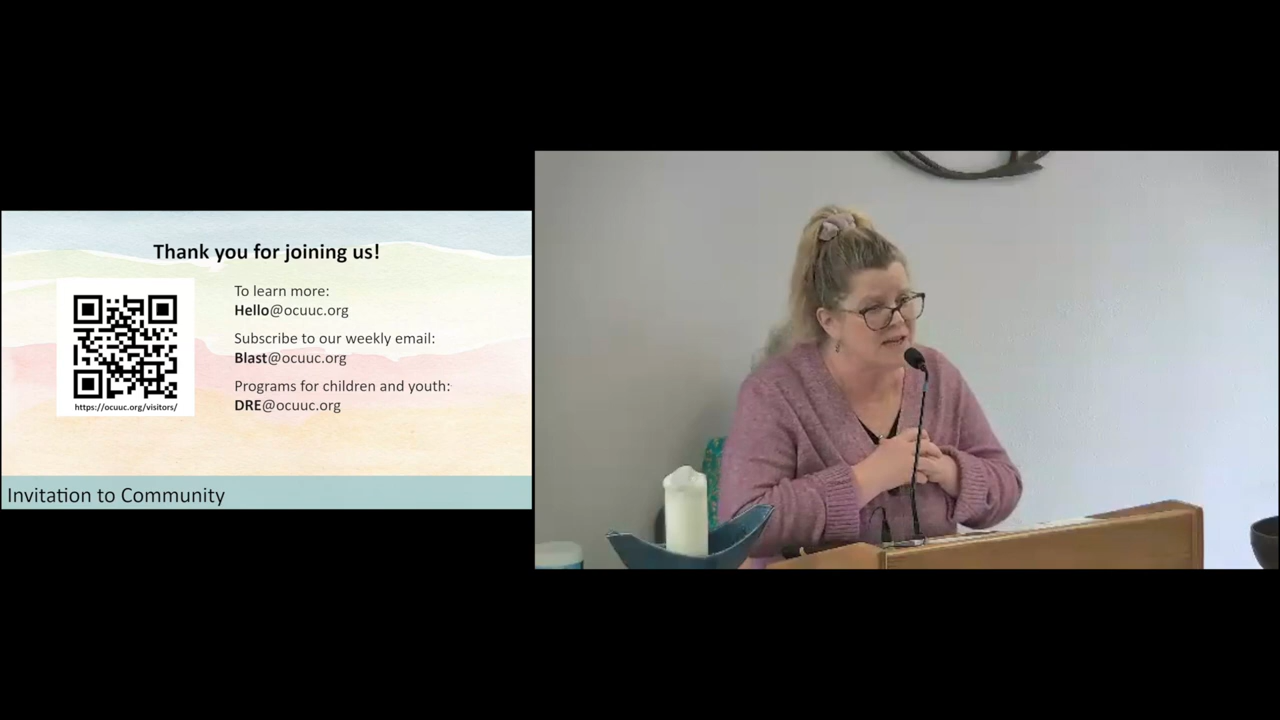 Thank you for joining us!
https://ocuuc.org/visitors/
To learn more:
Hello@ocuuc.org
Subscribe to our weekly email:
Blast@ocuuc.org
Programs for children and youth:
DRE@ocuuc.org
Invitation to Community